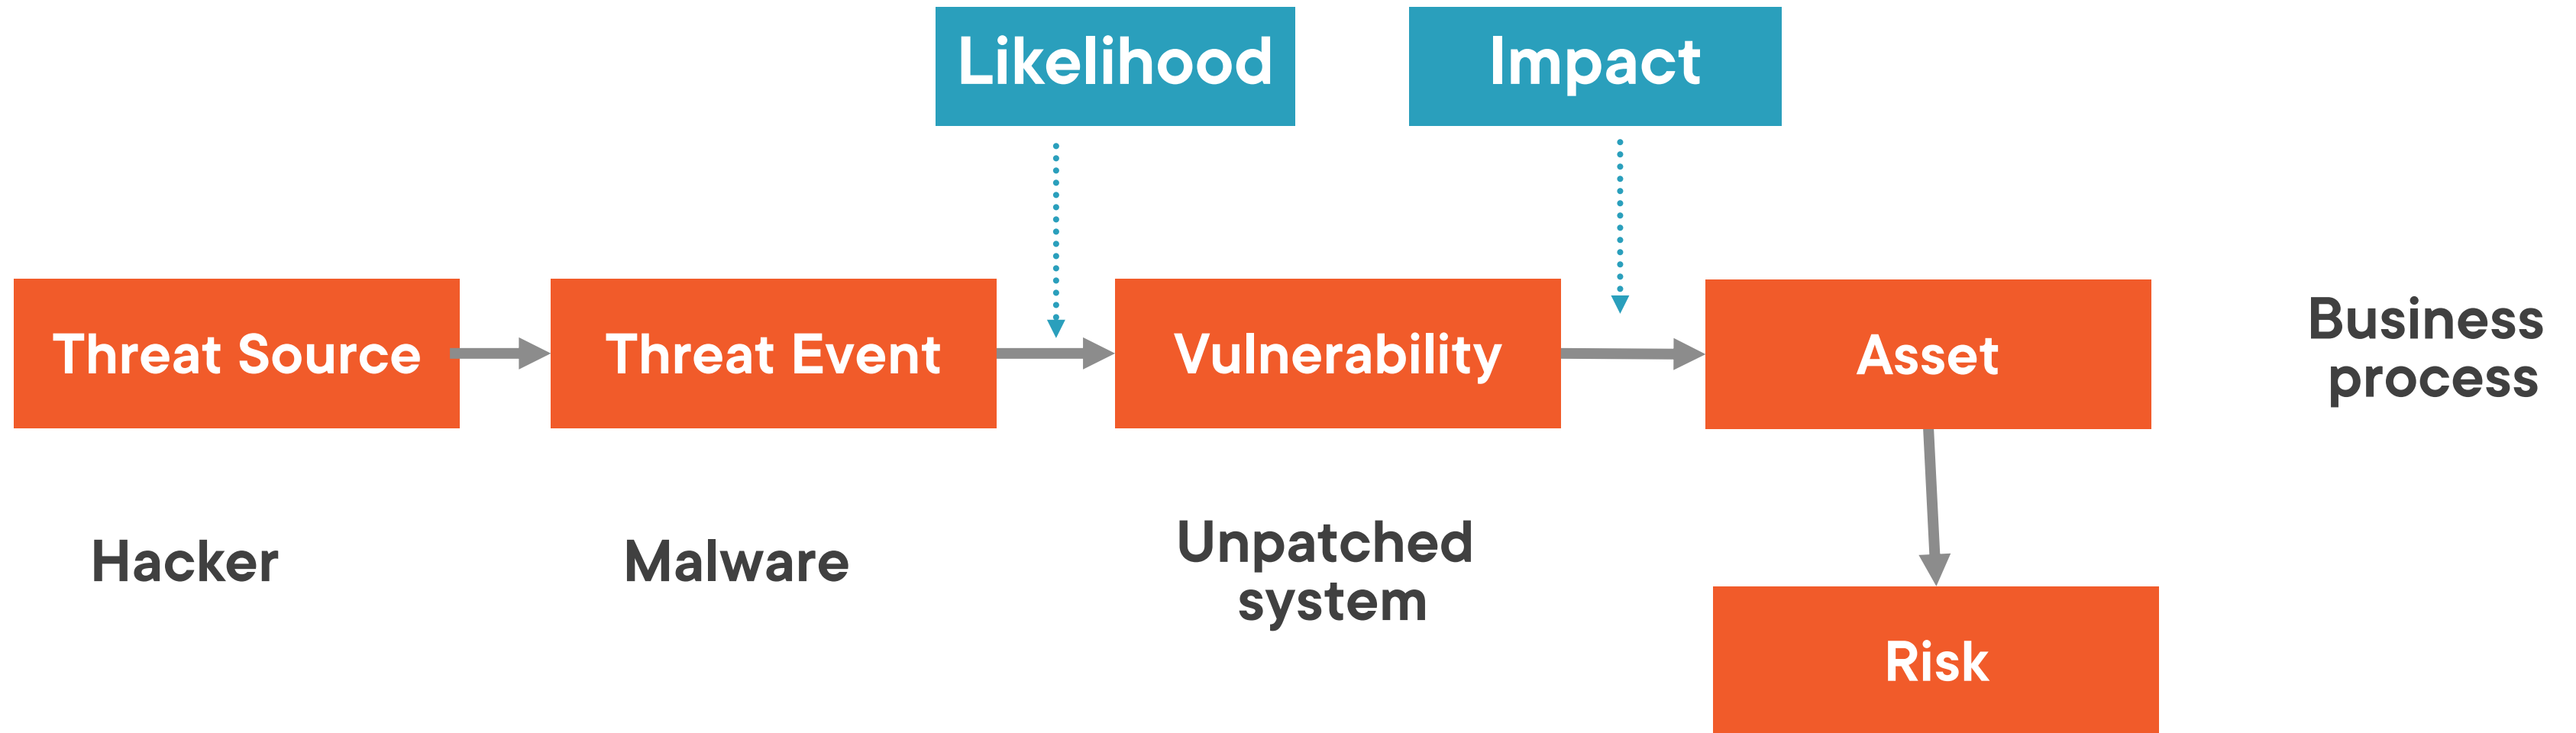 Likelihood
Impact
Threat Source
Threat Event
Vulnerability
Asset
Business
process
Hacker
Malware
Unpatched
system
Risk